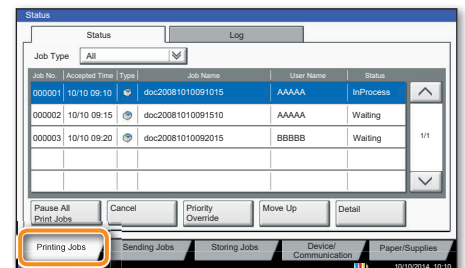 Status
Status Log
Job Type All
Job No. Accepted Time Type Job Name User Name Status
000001 10/10 09:10 doc20081010091015 AAAAA InProcess
000002 10/10 09:15 doc20081010091510 AAAAA Waiting
000003 10/10 09:20 doc20081010092015 BBBBB Waiting
1/1
Pause All
Print Jobs
Cancel
Priority
Override
Move Up
Detail
Printing Jobs
Sending Jobs
Storing Jobs
Device/
Communication
Paper/Supplies
10/10/2014 10:10